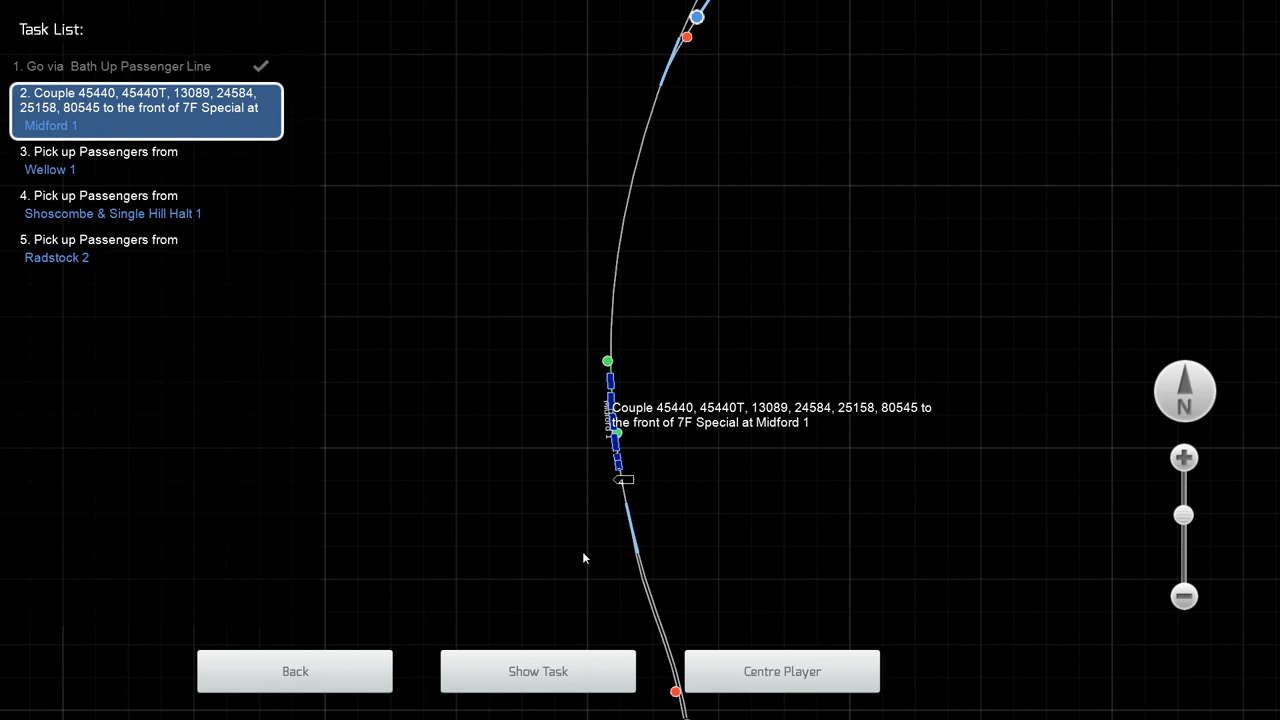 Task List:
1. Go via  Bath Up Passenger Line
2. Couple 45440, 45440T, 13089, 24584,
25158, 80545 to the front of 7F Special at
Midford 1
3. Pick up Passengers from
Wellow 1
4. Pick up Passengers from
Shoscombe & Single Hill Halt 1
5. Pick up Passengers from
Radstock 2
Couple 45440, 45440T, 13089, 24584, 25158, 80545 to
the front of 7F Special at Midford 1
Midford 1
4
N
Back
Show Task
Centre Player